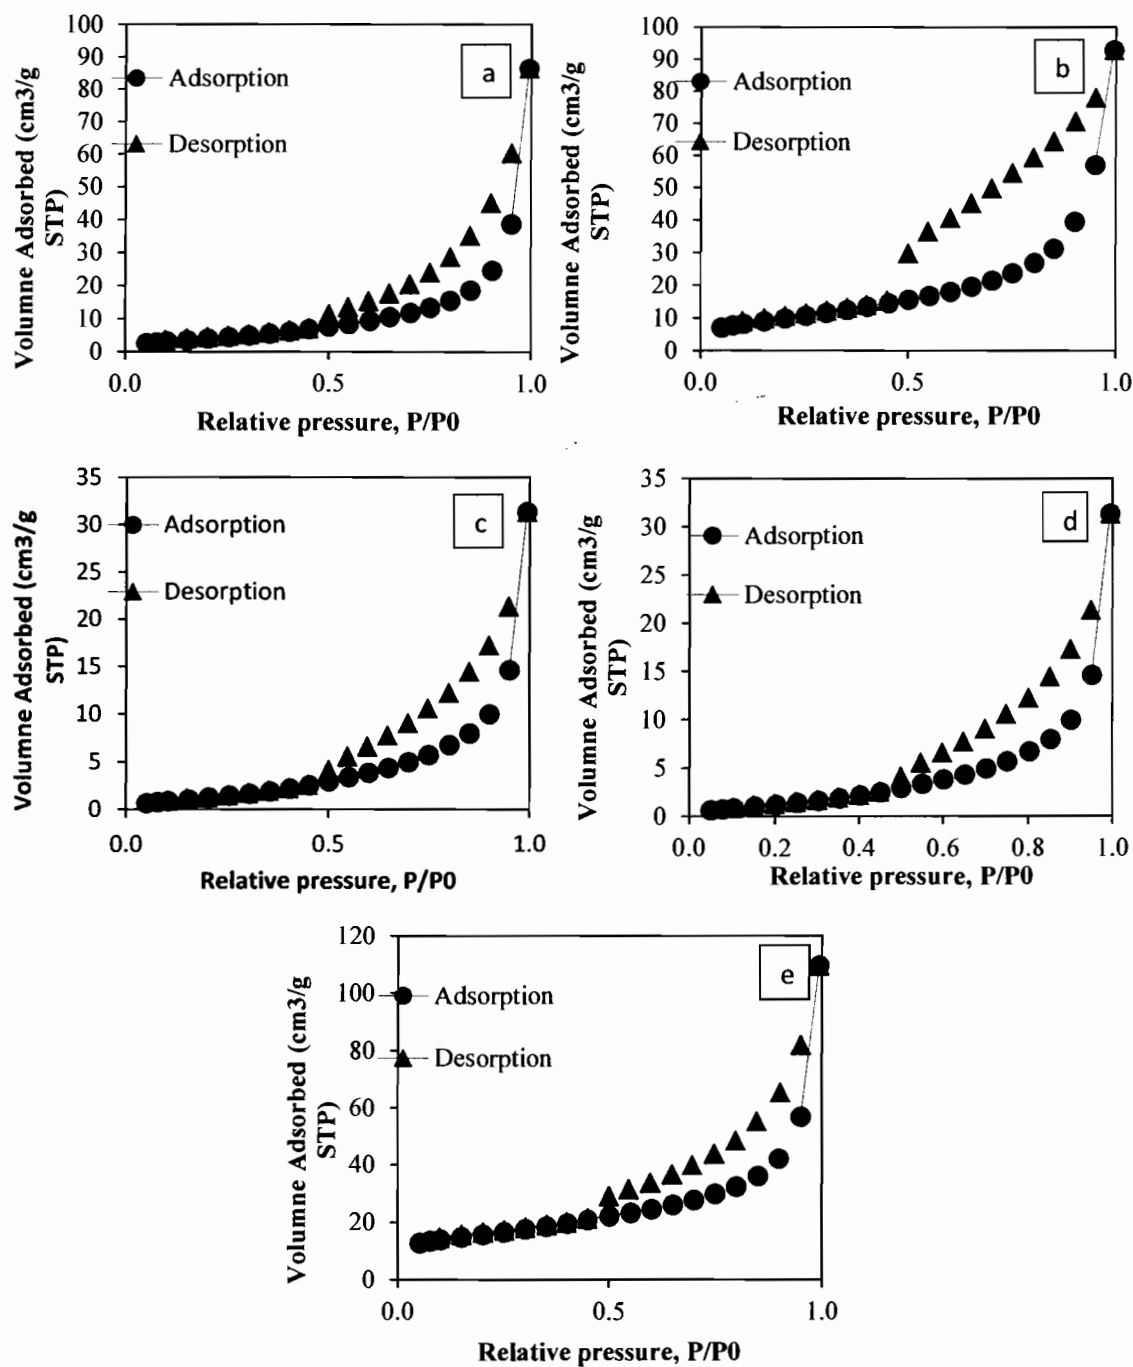 Volumne Adsorbed (cm3/g
STP)
100
90
80
70
60
50
40
30
20
10
0
Adsorption
Desorption
a
0.0
0.5
1.0
Relative pressure, P/P0
Volumne Adsorbed (cm3/g
STP)
100
90
80
70
60
50
40
30
20
10
0
Adsorption
Desorption
b
0.0
0.5
1.0
Relative pressure, P/P0
Volumne Adsorbed (cm3/g
STP)
35
30
25
20
15
10
5
0
Adsorption
Desorption
c
0.0
0.5
1.0
Relative pressure, P/P0
Volumne Adsorbed (cm3/g
STP)
35
30
25
20
15
10
5
0
Adsorption
Desorption
d
0.0
0.2
0.4
0.6
0.8
1.0
Relative pressure, P/P0
Volumne Adsorbed (cm3/g
STP)
120
100
80
60
40
20
0
Adsorption
Desorption
e
0.0
0.5
1.0
Relative pressure, P/P0